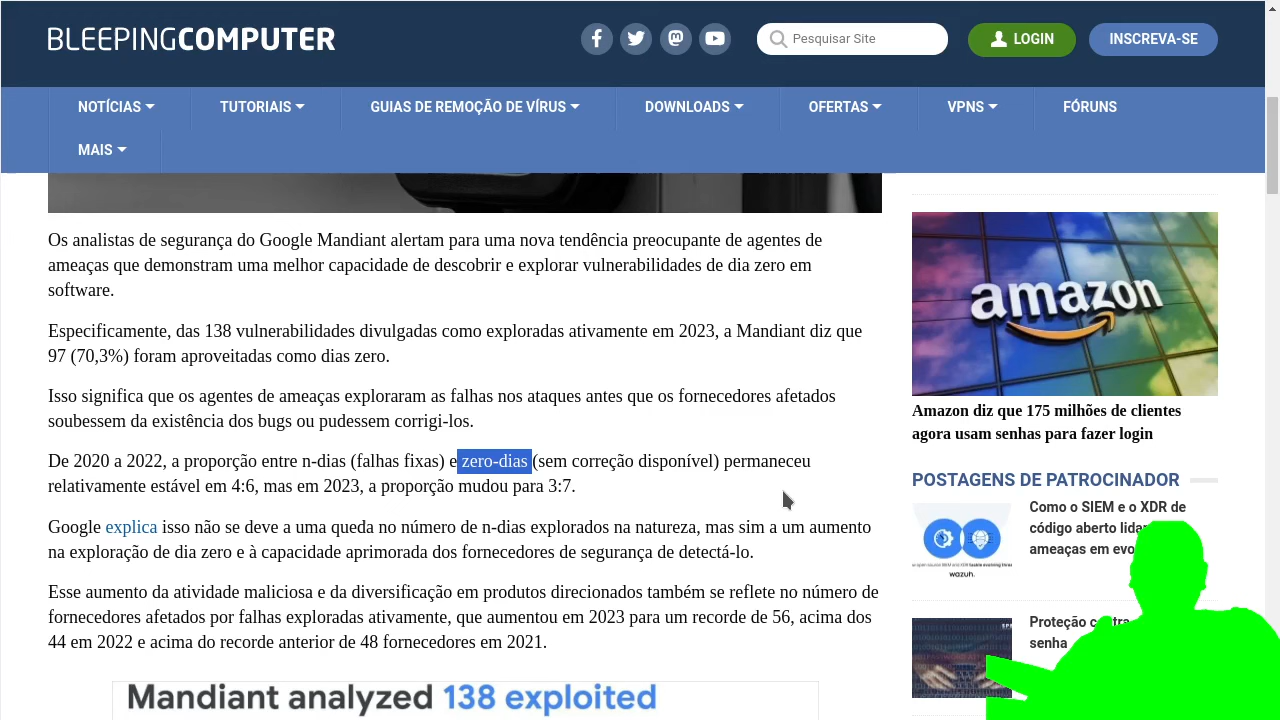 BLEEPINGCOMPUTER
Pesquisar Site
LOGIN
INSCREVA-SE
NOTÍCIAS
TUTORIAIS
GUIAS DE REMOÇÃO DE VÍRUS
DOWNLOADS
OFERTAS
VPNS
FÓRUNS
MAIS
Os analistas de segurança do Google Mandiant alertam para uma nova tendência preocupante de agentes de
ameaças que demonstram uma melhor capacidade de descobrir e explorar vulnerabilidades de dia zero em
software.
Especificamente, das 138 vulnerabilidades divulgadas como exploradas ativamente em 2023, a Mandiant diz que
97 (70,3%) foram aproveitadas como dias zero.
Isso significa que os agentes de ameaças exploraram as falhas nos ataques antes que os fornecedores afetados
soubessem da existência dos bugs ou pudessem corrigi-los.
De 2020 a 2022, a proporção entre n-dias (falhas fixas) e zero-dias (sem correção disponível) permaneceu
relativamente estável em 4:6, mas em 2023, a proporção mudou para 3:7.
Google explica isso não se deve a uma queda no número de n-dias explorados na natureza, mas sim a um aumento
na exploração de dia zero e à capacidade aprimorada dos fornecedores de segurança de detectá-lo.
Esse aumento da atividade maliciosa e da diversificação em produtos direcionados também se reflete no número de
fornecedores afetados por falhas exploradas ativamente, que aumentou em 2023 para um recorde de 56, acima dos
44 em 2022 e acima do recorde anterior de 48 fornecedores em 2021.
Mandiant analyzed 138 exploited
amazon
Amazon diz que 175 milhões de clientes
agora usam senhas para fazer login
POSTAGENS DE PATROCINADOR
Como o SIEM e o XDR de
código aberto
ameaças em
wazuh.
Proteção
senha